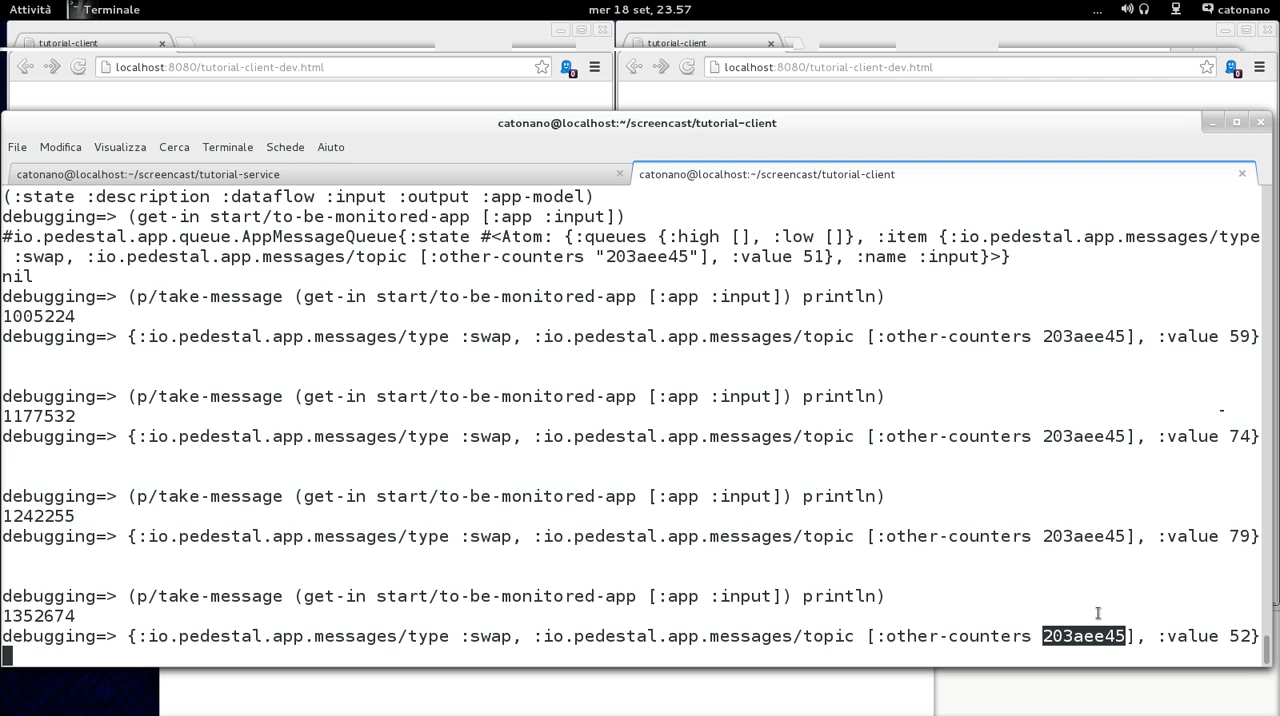 Attività Terminale mer 18 set, 23.57 ... catonano
tutorial-client × tutorial-client ×
localhost:8080/tutorial-client-dev.html 0 localhost:8080/tutorial-client-dev.html 0
catonano@localhost:~/screencast/tutorial-client
File Modifica Visualizza Cerca Terminale Schede Aiuto
catonano@localhost:~/screencast/tutorial-service × catonano@localhost:~/screencast/tutorial-client ×
(:state :description :dataflow :input :output :app-model)
debugging=> (get-in start/to-be-monitored-app [:app :input])
#io.pedestal.app.queue.AppMessageQueue{:state #<Atom: {:queues {:high [], :low []}, :item {:io.pedestal.app.messages/type
:swap, :io.pedestal.app.messages/topic [:other-counters "203aee45"], :value 51}, :name :input}>}
nil
debugging=> (p/take-message (get-in start/to-be-monitored-app [:app :input]) println)
1005224
debugging=> {:io.pedestal.app.messages/type :swap, :io.pedestal.app.messages/topic [:other-counters 203aee45], :value 59}
debugging=> (p/take-message (get-in start/to-be-monitored-app [:app :input]) println)
1177532
debugging=> {:io.pedestal.app.messages/type :swap, :io.pedestal.app.messages/topic [:other-counters 203aee45], :value 74}
debugging=> (p/take-message (get-in start/to-be-monitored-app [:app :input]) println)
1242255
debugging=> {:io.pedestal.app.messages/type :swap, :io.pedestal.app.messages/topic [:other-counters 203aee45], :value 79}
debugging=> (p/take-message (get-in start/to-be-monitored-app [:app :input]) println)
1352674
debugging=> {:io.pedestal.app.messages/type :swap, :io.pedestal.app.messages/topic [:other-counters 203aee45], :value 52}